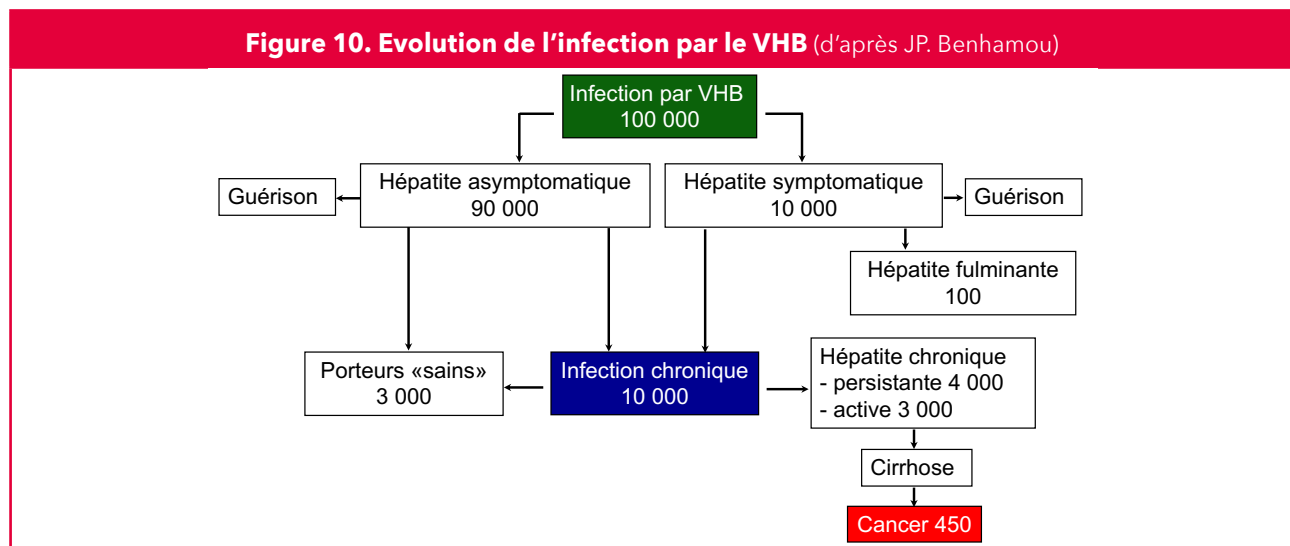 Figure 10. Evolution de l’infection par le VHB (d’après JP. Benhamou)
Infection par VHB
100 000
Guérison
Hépatite asymptomatique
90 000
Hépatite symptomatique
10 000
Guérison
Hépatite fulminante
100
Porteurs «sains»
3 000
Infection chronique
10 000
Hépatite chronique
- persistante 4 000
- active 3 000
Cirrhose
Cancer 450